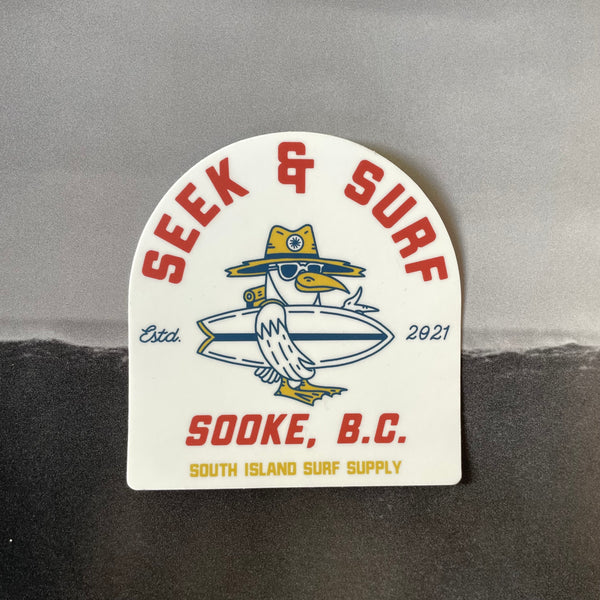 SEEK & SURF
Estd. 2021
SOOKE, B.C.
SOUTH ISLAND SURF SUPPLY